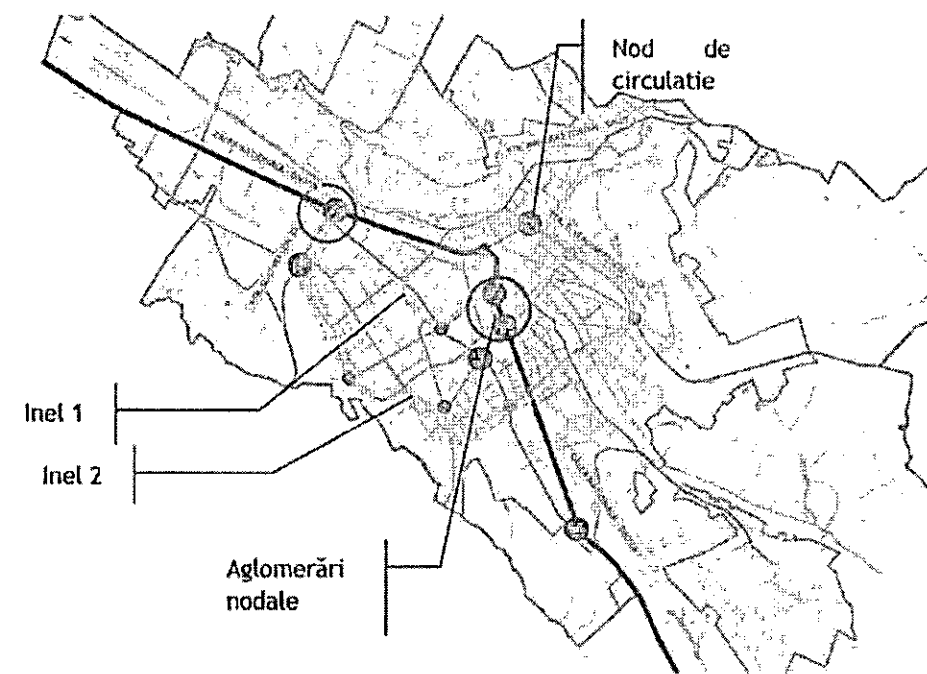 Nod de
circulatie
Inel 1
Inel 2
Aglomerări
nodale